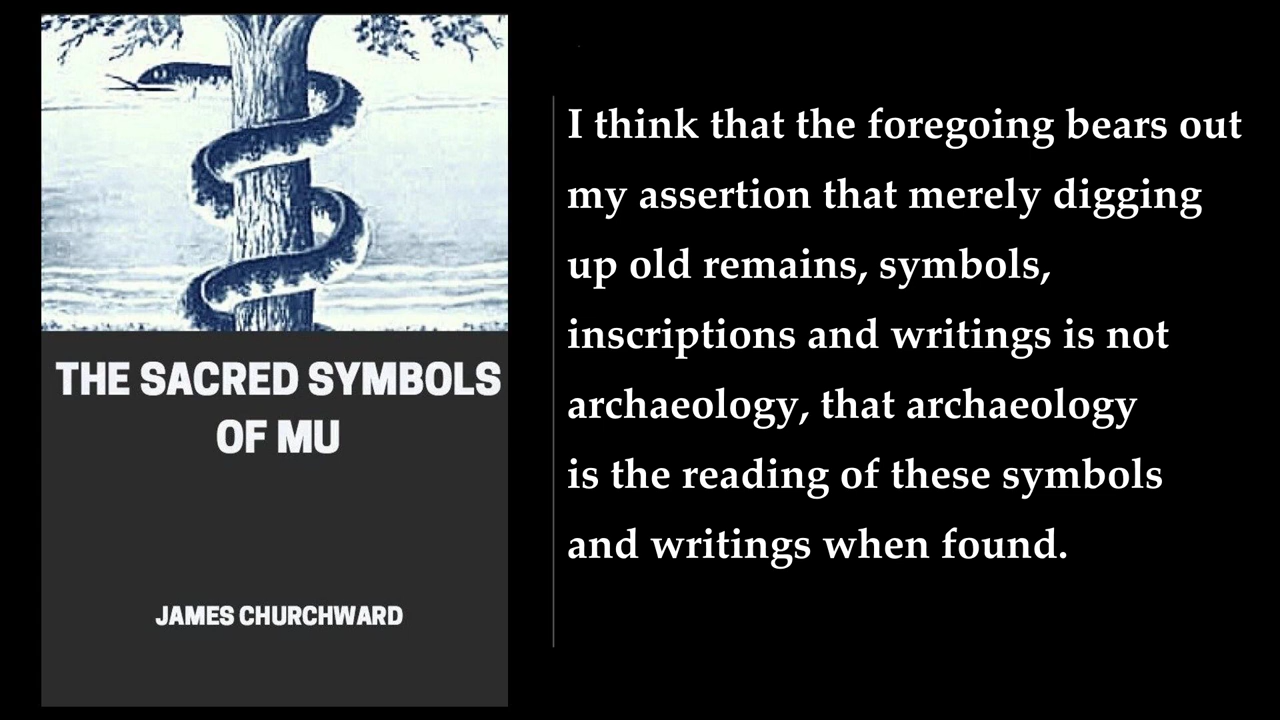 THE SACRED SYMBOLS
OF MU
JAMES CHURCHWARD
I think that the foregoing bears out
my assertion that merely digging
up old remains, symbols,
inscriptions and writings is not
archaeology, that archaeology
is the reading of these symbols
and writings when found.